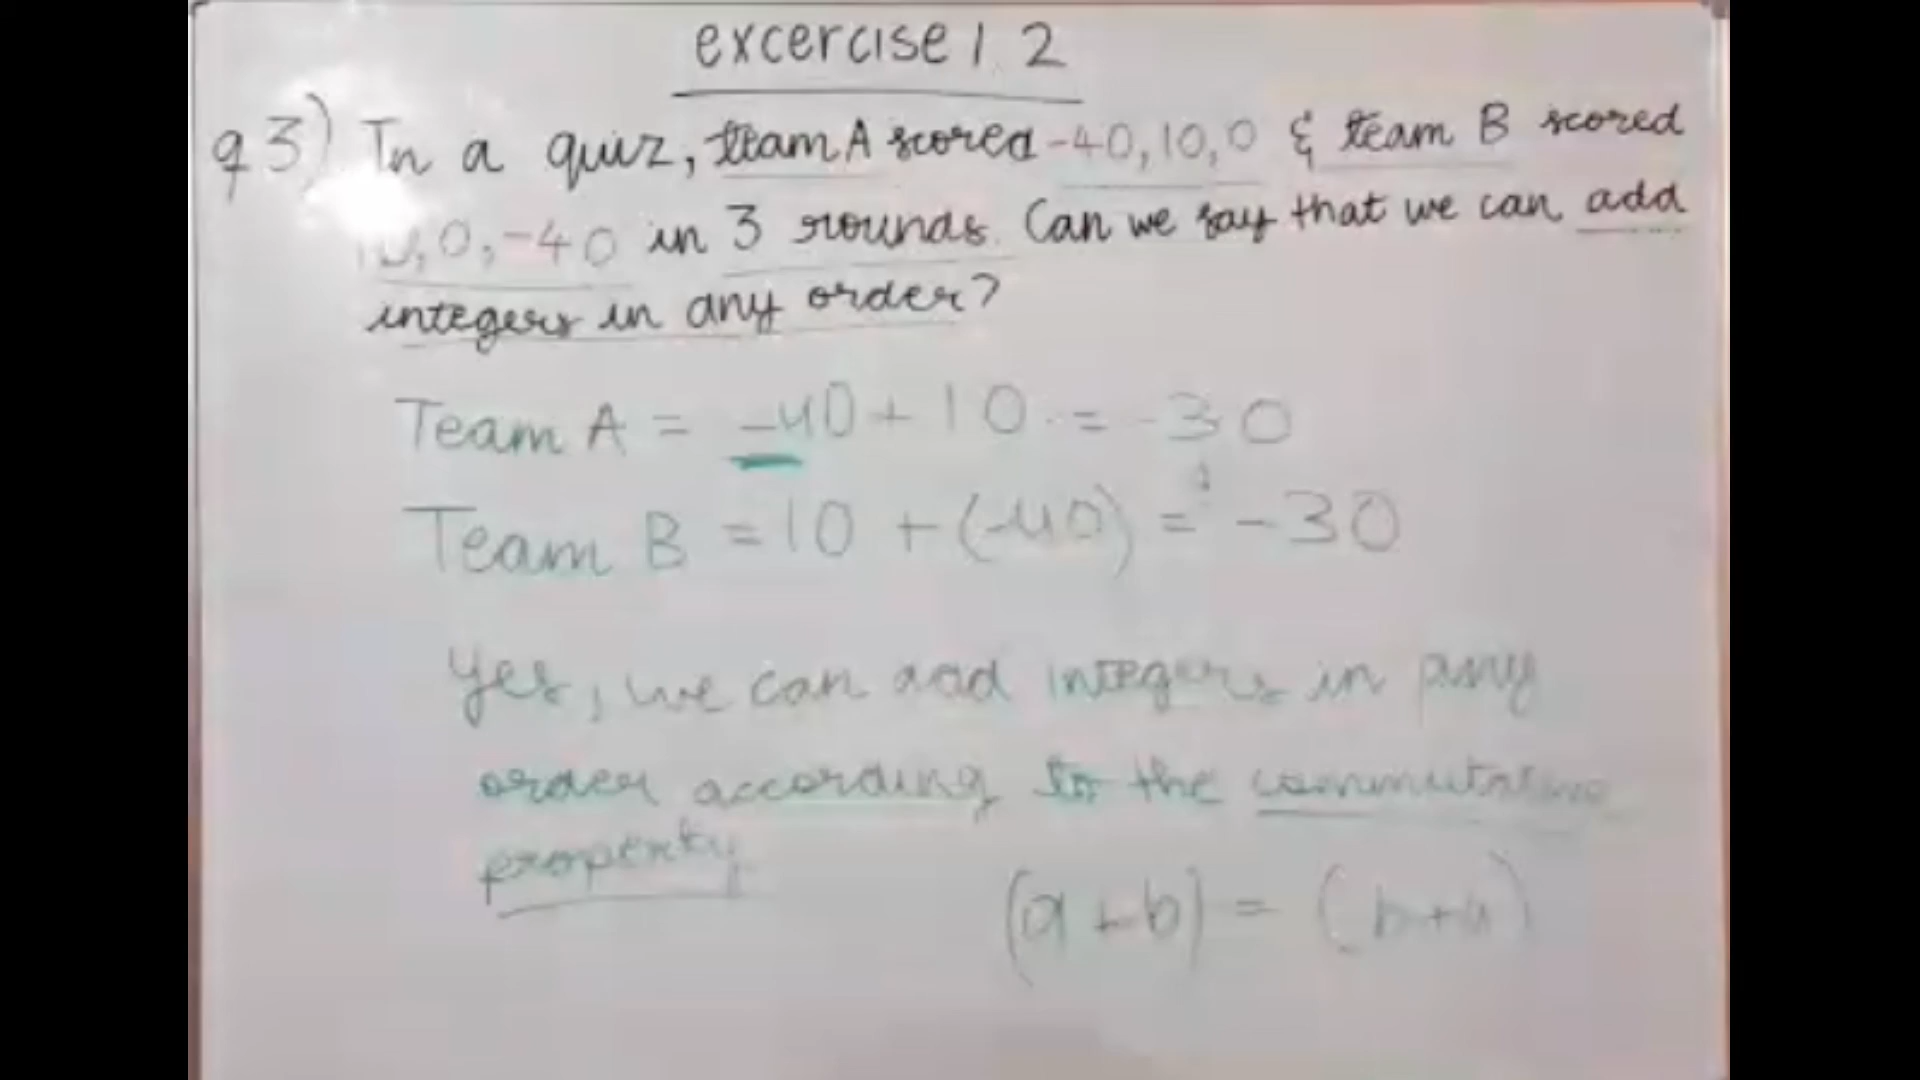 excercise 1.2
q 3) In a quiz, team A scored -40, 10, 0 & team B scored
10, 0, -40 in 3 rounds. Can we say that we can add
integers in any order?
Team A = -40 + 10 = -30
Team B = 10 + (-40) = -30
Yes, we can add integers in any
order according to the commutative
property
(a + b) = (b+a)